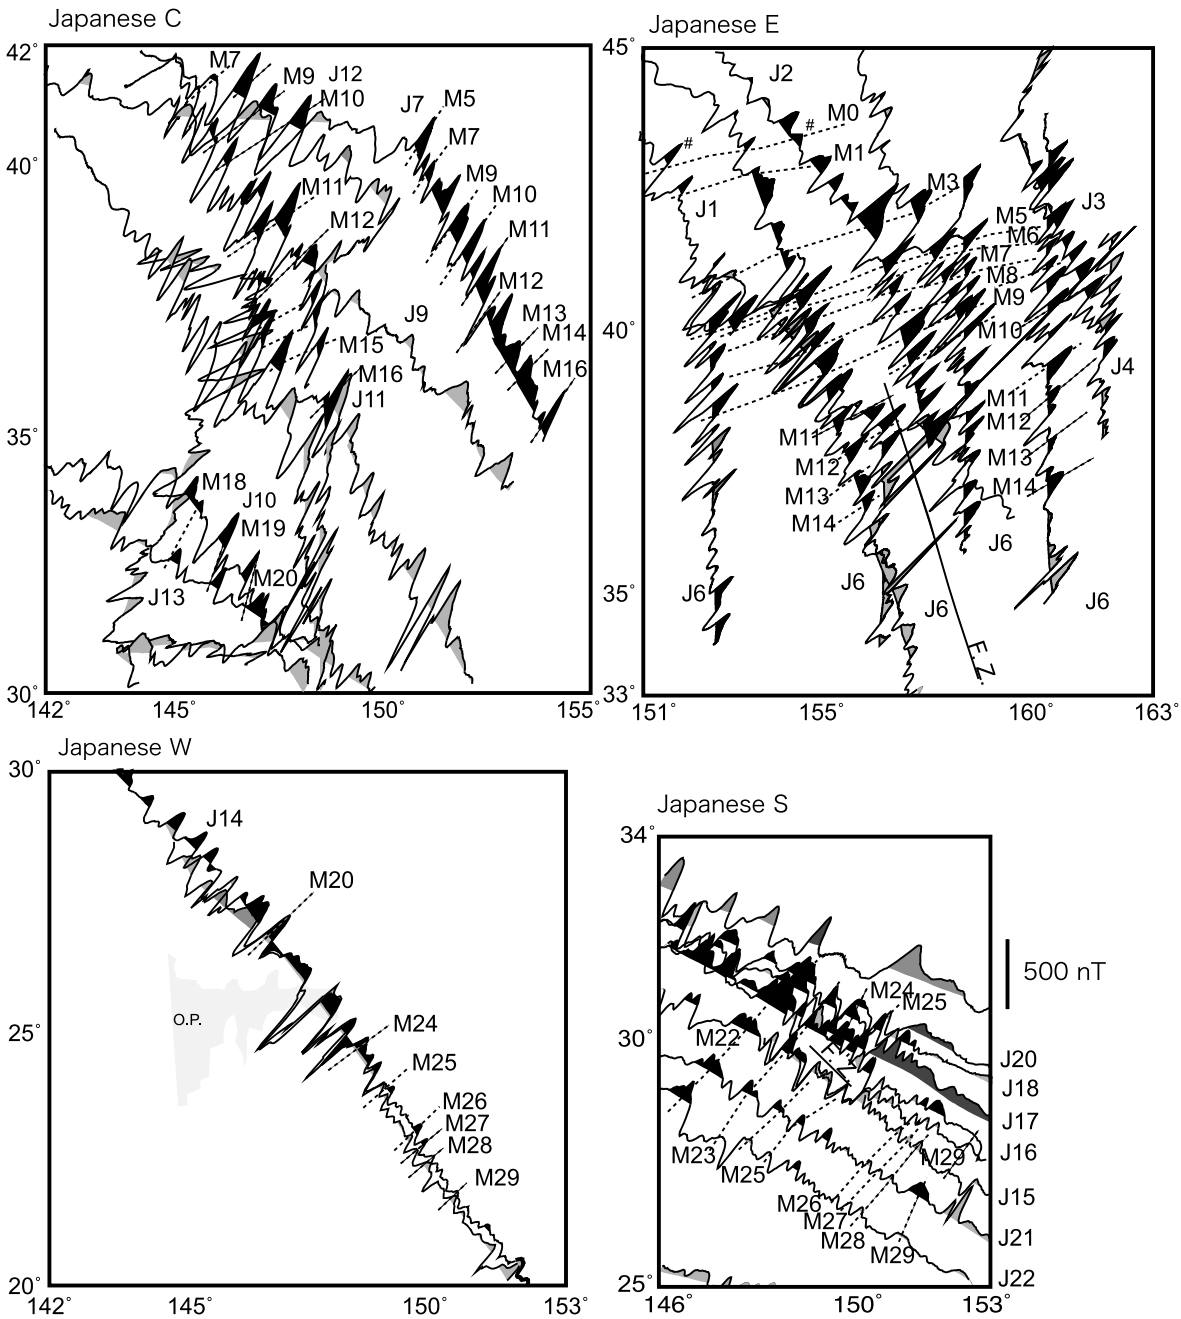 Japanese C
42°
40°
35°
30°
142°
145°
150°
155°
M7
M9
J12
M10
J7
M5
M7
M9
M10
M11
M11
M12
M12
J9
M13
M14
M15
M16
M16
J11
M18
J10
M19
M20
J13
Japanese E
45°
40°
35°
33°
151°
155°
160°
163°
J2
#
M0
#
M1
M3
J1
M5
J3
M6
M7
M8
M9
M10
J4
M11
M12
M11
M13
M12
M14
M13
M14
J6
J6
J6
J6
J6
F.Z.
Japanese W
30°
25°
20°
142°
145°
150°
153°
J14
M20
O.P.
M24
M25
M26
M27
M28
M29
Japanese S
34°
30°
25°
146°
150°
153°
500 nT
M24
M25
M22
J20
J18
J17
J16
M23
M29
M25
J15
M26
M27
M28
J21
M29
J22